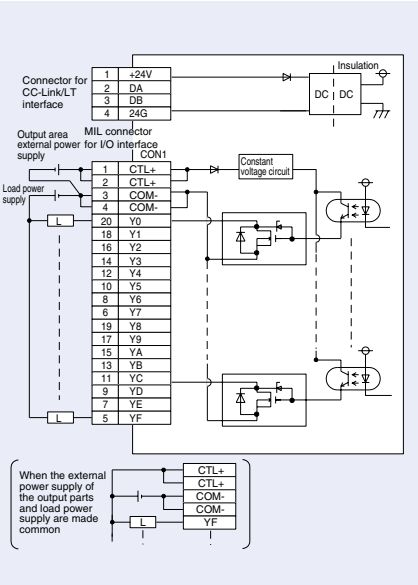 Connector for
CC-Link/LT
interface
1 +24V
2 DA
3 DB
4 24G
Insulation
DC DC
Output area
external power
supply
MIL connector
for I/O interface
CON1
Load power
supply
Constant
voltage circuit
1 CTL+
2 CTL+
3 COM-
4 COM-
20 Y0
18 Y1
16 Y2
14 Y3
12 Y4
10 Y5
8 Y6
6 Y7
19 Y8
17 Y9
15 YA
13 YB
11 YC
9 YD
7 YE
5 YF
L
L
When the external
power supply of
the output parts
and load power
supply are made
common
CTL+
CTL+
COM-
COM-
YF
L